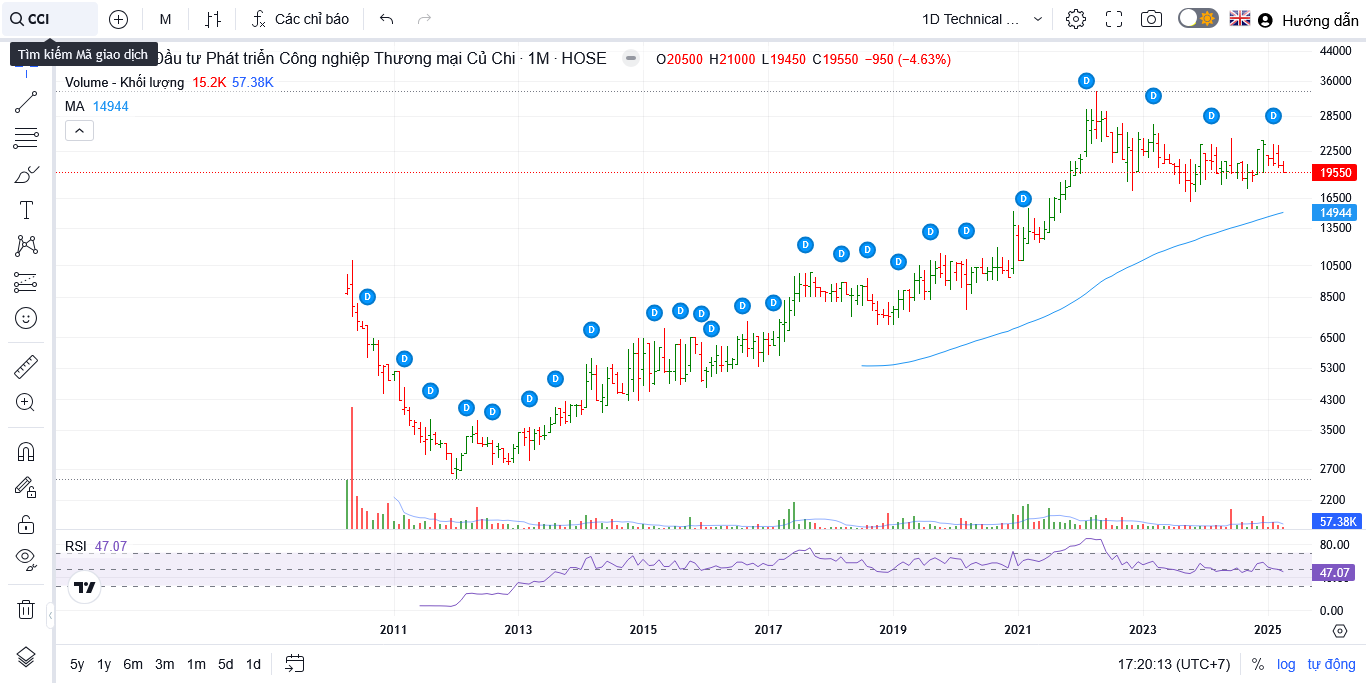 CCI M Các chỉ báo 1D Technical ... Hướng dẫn
Tìm kiếm Mã giao dịch
Đầu tư Phát triển Công nghiệp Thương mại Củ Chi · 1M · HOSE O20500 H21000 L19450 C19550 −950 (−4.63%)
Volume - Khối lượng 15.2K 57.38K
MA 14944
44000
36000
28500
22500
19550
16500
14944
13500
10500
8500
6500
5300
4300
3500
2700
2200
57.38K
D D D D D D D D D D D D D D D D D D D D D D D D D
RSI 47.07
80.00
47.07
0.00
2011 2013 2015 2017 2019 2021 2023 2025
5y 1y 6m 3m 1m 5d 1d 17:20:13 (UTC+7) % log tự động